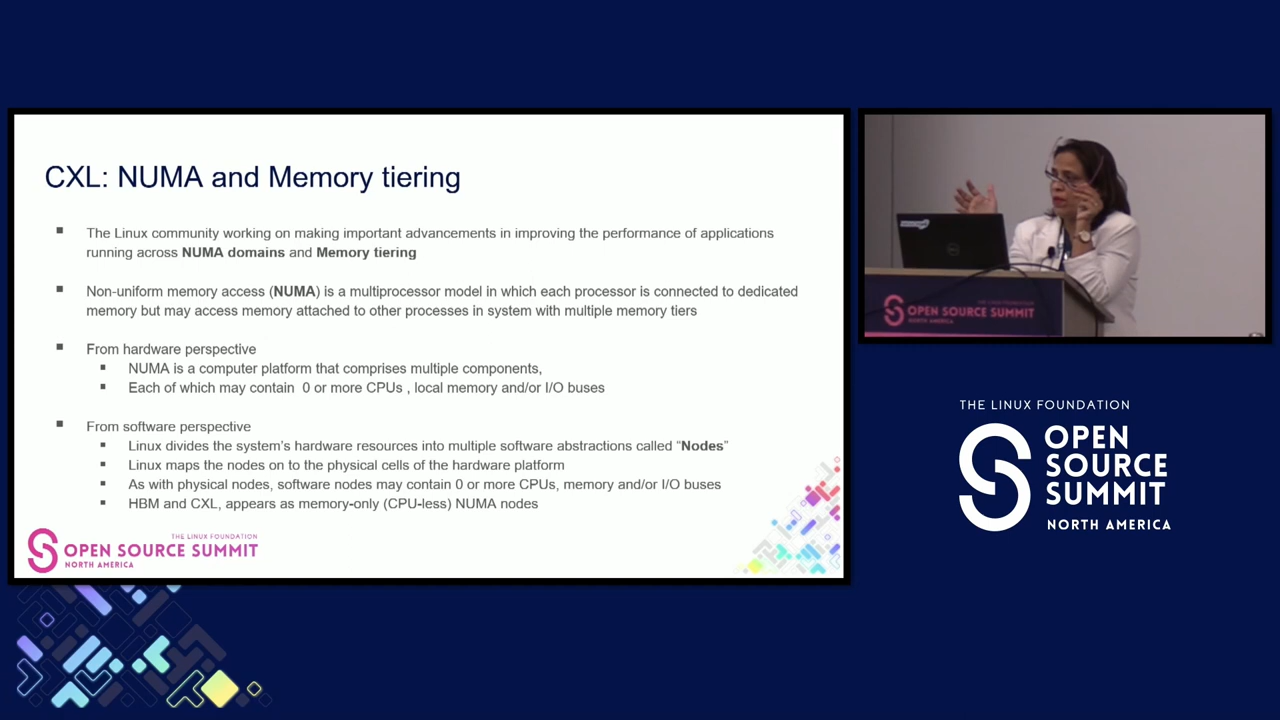 CXL: NUMA and Memory tiering
The Linux community working on making important advancements in improving the performance of applications
running across NUMA domains and Memory tiering
Non-uniform memory access (NUMA) is a multiprocessor model in which each processor is connected to dedicated
memory but may access memory attached to other processes in system with multiple memory tiers
From hardware perspective
NUMA is a computer platform that comprises multiple components,
Each of which may contain 0 or more CPUs , local memory and/or I/O buses
From software perspective
Linux divides the system's hardware resources into multiple software abstractions called “Nodes”
Linux maps the nodes on to the physical cells of the hardware platform
As with physical nodes, software nodes may contain 0 or more CPUs, memory and/or I/O buses
HBM and CXL, appears as memory-only (CPU-less) NUMA nodes
THE LINUX FOUNDATION
OPEN SOURCE SUMMIT
NORTH AMERICA
DELL
THE LINUX FOUNDATION
OPEN SOURCE SUMMIT
NORTH AMERICA
THE LINUX FOUNDATION
OPEN
SOURCE
SUMMIT
NORTH AMERICA